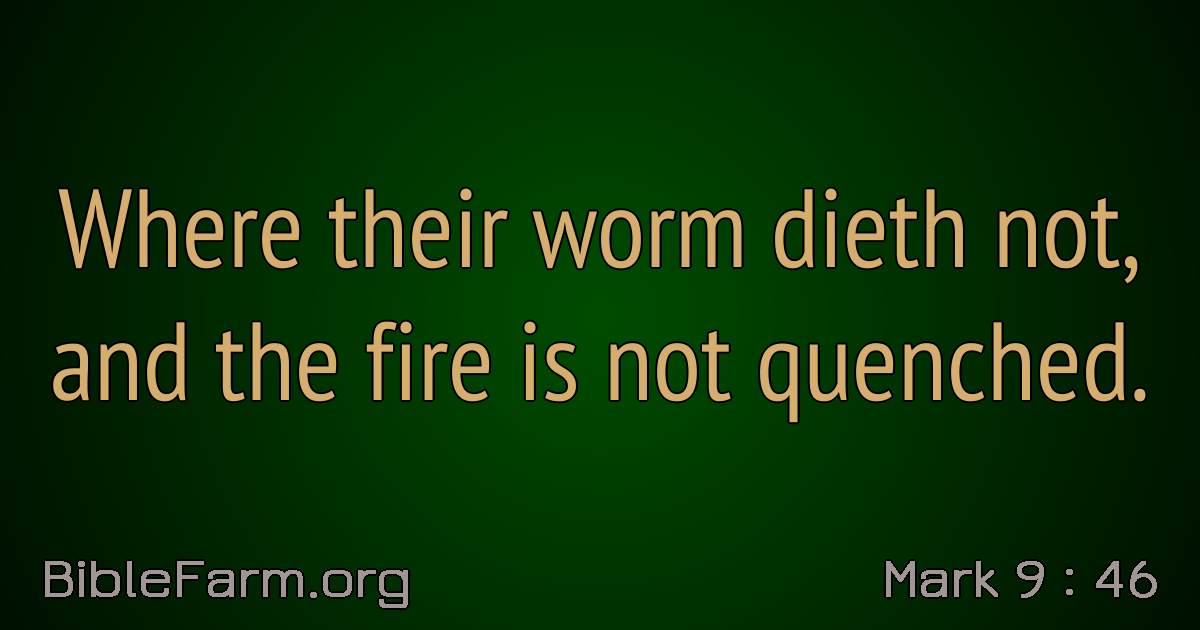 Where their worm dieth not,
and the fire is not quenched.
BibleFarm.org
Mark 9 : 46